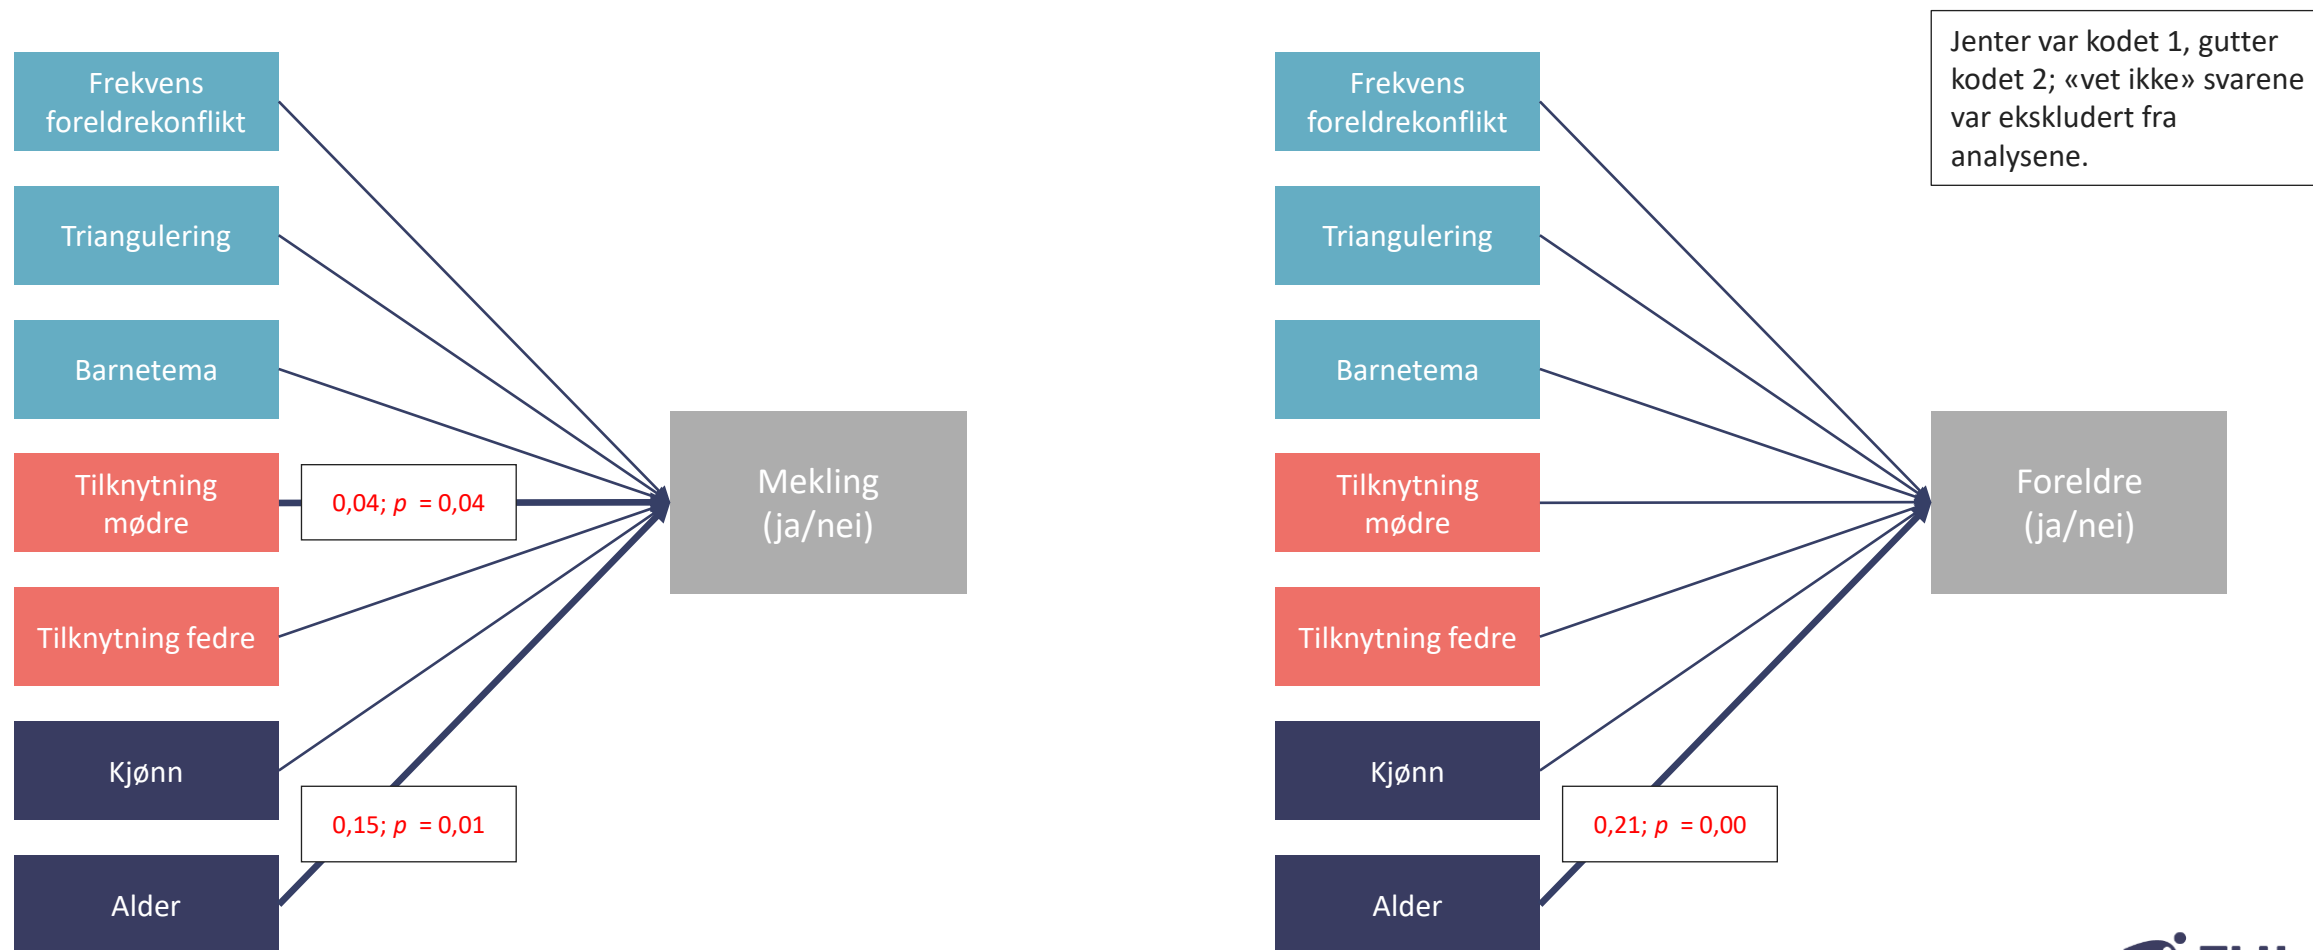 Frekvens
foreldrekonflikt
Triangulering
Barnetema
Tilknytning
mødre
0,04; p = 0,04
Tilknytning fedre
Kjønn
0,15; p = 0,01
Alder
Mekling
(ja/nei)
Frekvens
foreldrekonflikt
Triangulering
Barnetema
Tilknytning
mødre
Tilknytning fedre
Kjønn
0,21; p = 0,00
Alder
Foreldre
(ja/nei)
Jenter var kodet 1, gutter
kodet 2; «vet ikke» svarene
var ekskludert fra
analysene.